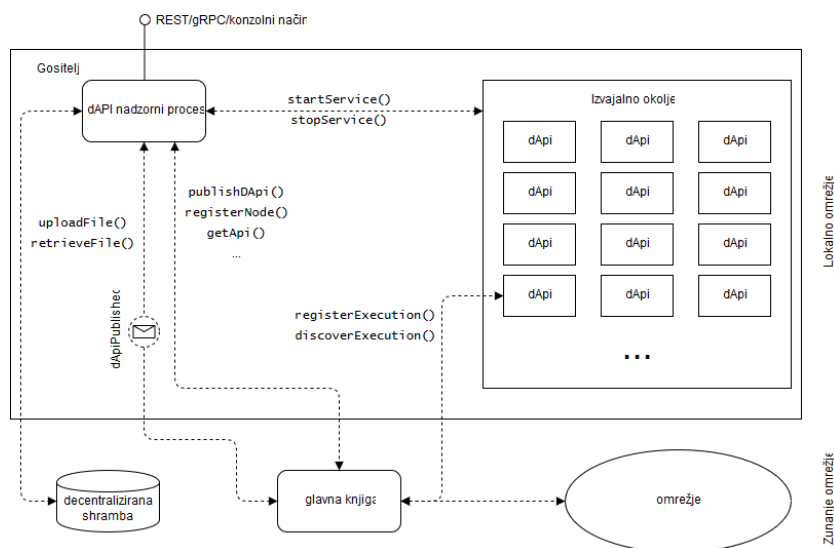 REST/gRPC/konzolni način
Gositelj
dAPI nadzorni proces
startService()
stopService()
Izvajalno okolje
dApi dApi dApi
dApi dApi dApi
dApi dApi dApi
dApi dApi dApi
...
publishDApi()
registerNode()
getApi()
...
uploadFile()
retrieveFile()
dApiPublished
registerExecution()
discoverExecution()
Lokalno omrežje
decentralizirana
shramba
glavna knjiga
omrežje
Zunanje omrežje